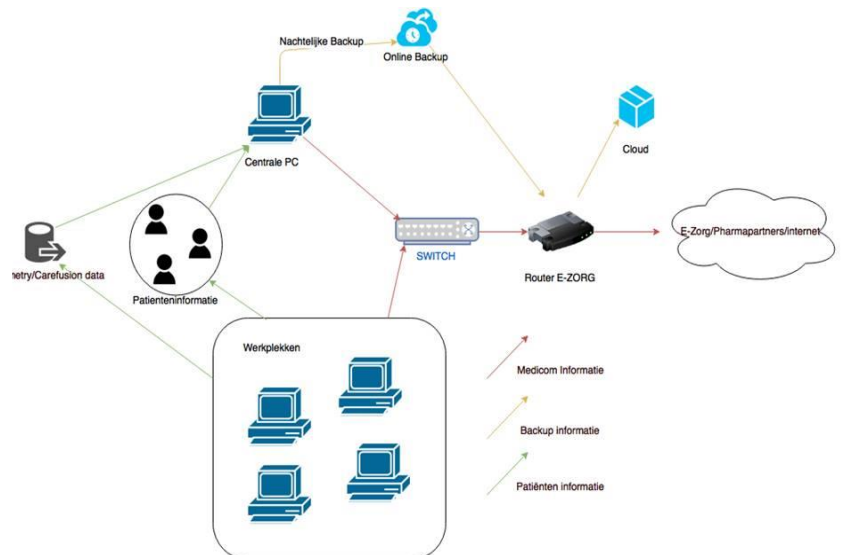 Nachtelijke Backup
Online Backup
Centrale PC
Cloud
netry/Carefusion data
Patienteninformatie
SWITCH
Router E-ZORG
E-Zorg/Pharmapartners/internet
Werkplekken
Medicom Informatie
Backup informatie
Patiënten informatie